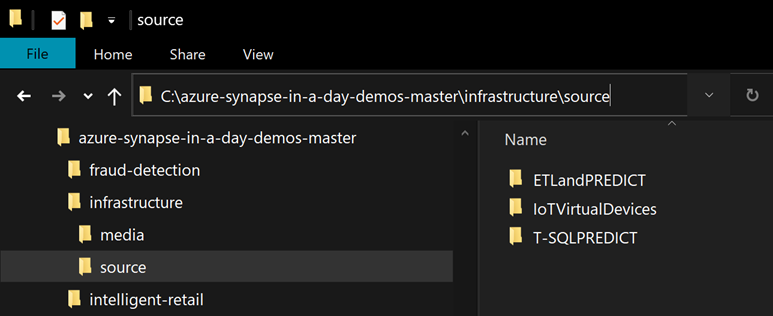 source
File Home Share View
C:\azure-synapse-in-a-day-demos-master\infrastructure\source
azure-synapse-in-a-day-demos-master
fraud-detection
infrastructure
media
source
intelligent-retail
Name
ETLandPREDICT
IoTVirtualDevices
T-SQLPREDICT